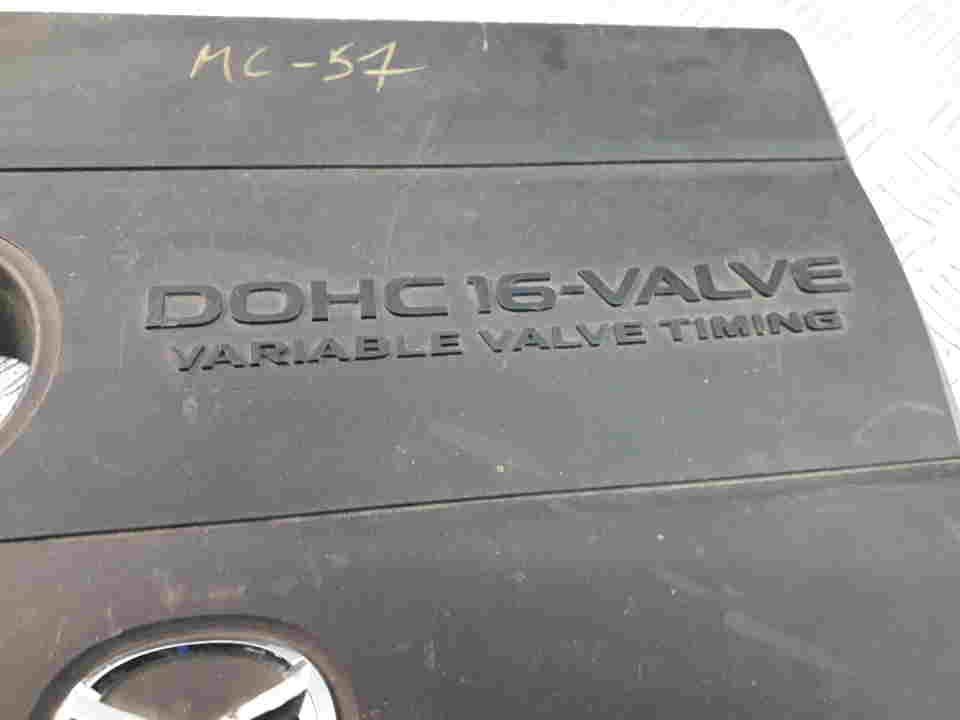 MC-57
DOHC 16-VALVE
VARIABLE VALVE TIMING